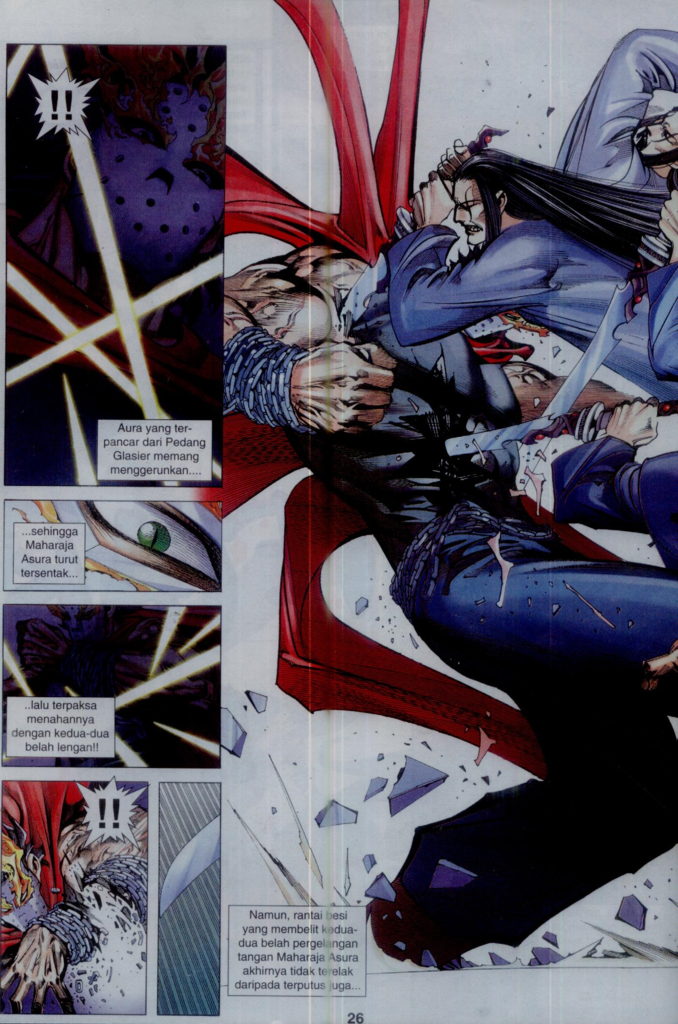 !!
Aura yang ter-
pancar dari Pedang
Glasier memang
menggerunkan....
...sehingga
Maharaja
Asura turut
tersentak...
..lalu terpaksa
menahannya
dengan kedua-dua
belah lengan!!
!!
Namun, rantai besi
yang membelit kedua-
dua belah pergelangan
tangan Maharaja Asura
akhirnya tidak terelak
daripada terputus juga...
26